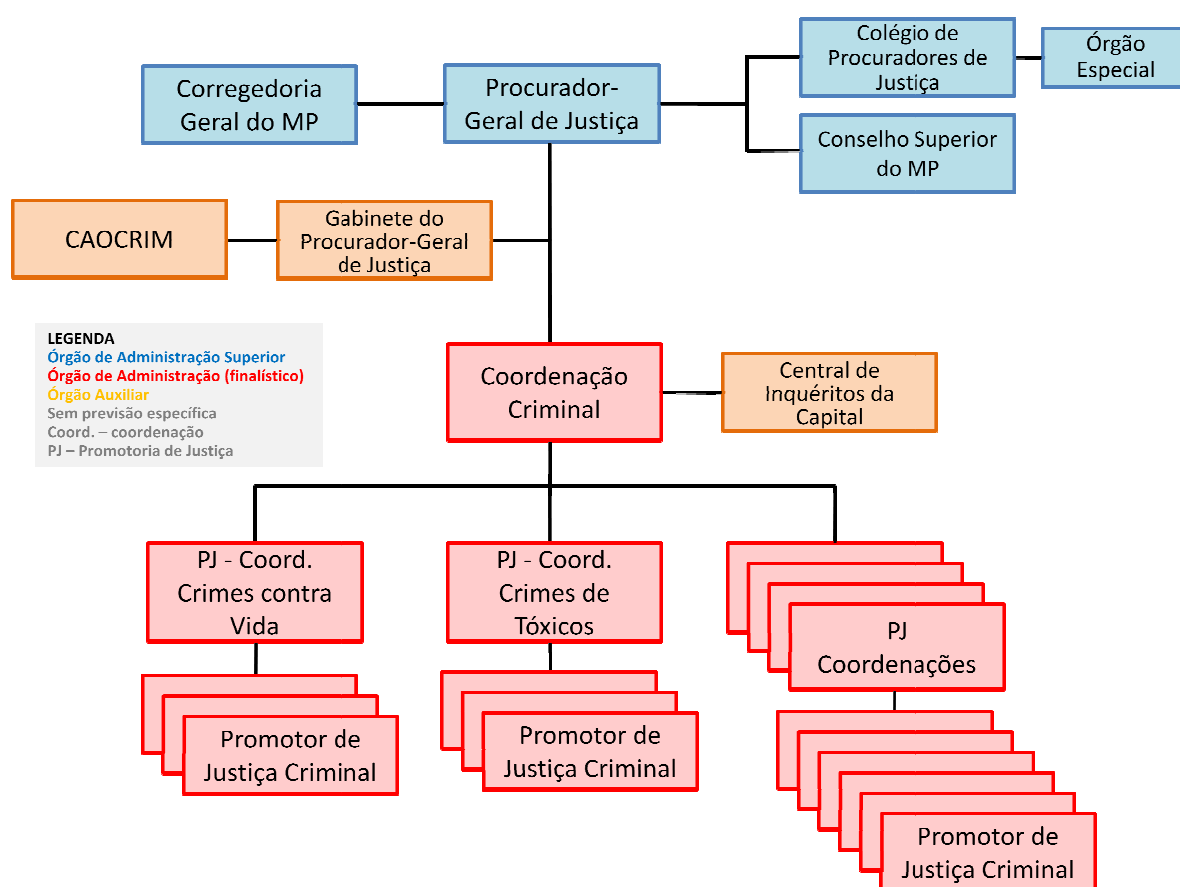 Colégio de
Procuradores de
Justiça
Órgão
Especial
Corregedoria
Geral do MP
Procurador-
Geral de Justiça
Conselho Superior
do MP
CAOCRIM
Gabinete do
Procurador-Geral
de Justiça
LEGENDA
Órgão de Administração Superior
Órgão de Administração (finalístico)
Órgão Auxiliar
Sem previsão específica
Coord. – coordenação
PJ – Promotoria de Justiça
Coordenação
Criminal
Central de
Inquéritos da
Capital
PJ - Coord.
Crimes contra
Vida
PJ - Coord.
Crimes de
Tóxicos
PJ
Coordenações
Promotor de
Justiça Criminal
Promotor de
Justiça Criminal
Promotor de
Justiça Criminal